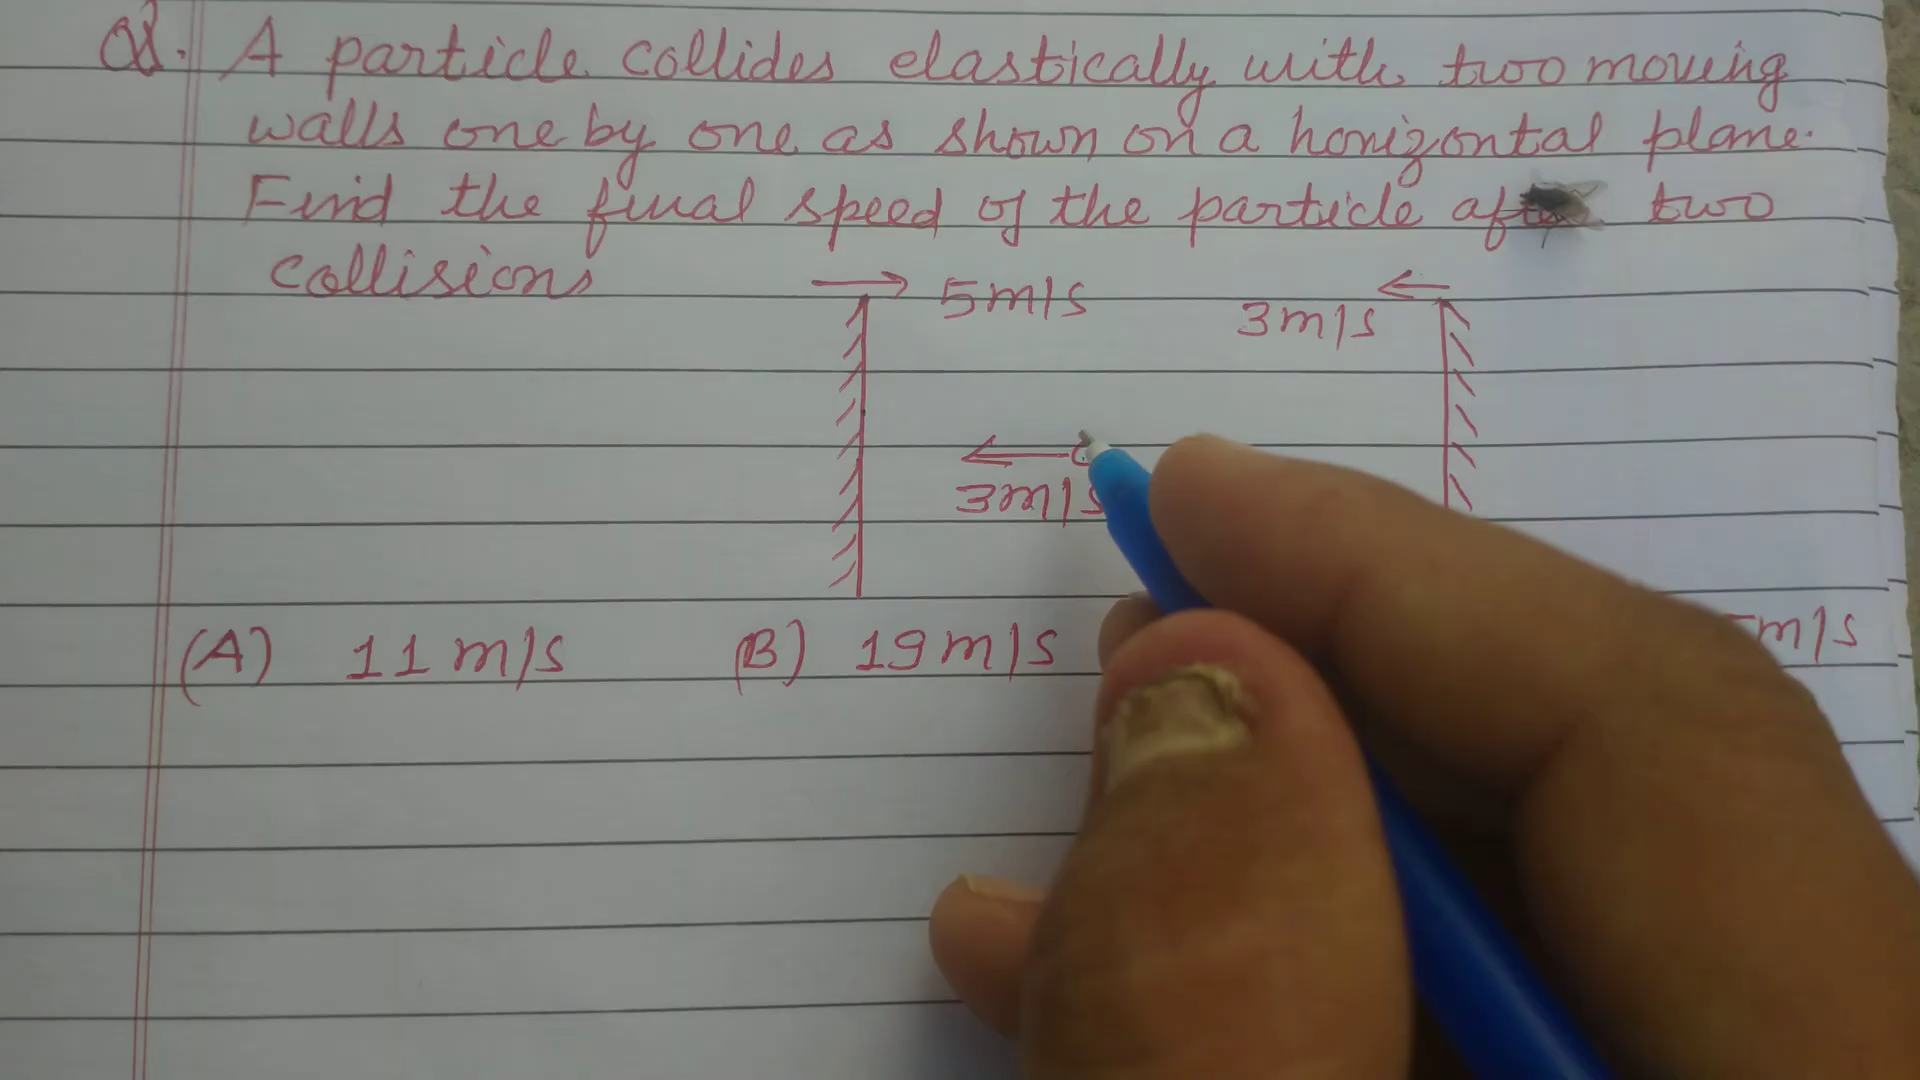 Q1. A particle collides elastically with two moving
walls one by one as shown on a horizontal plane.
Find the final speed of the particle two
collisions
5m/s
3m/s
3m/s
(A) 11 m/s (B) 19 m/s m/s